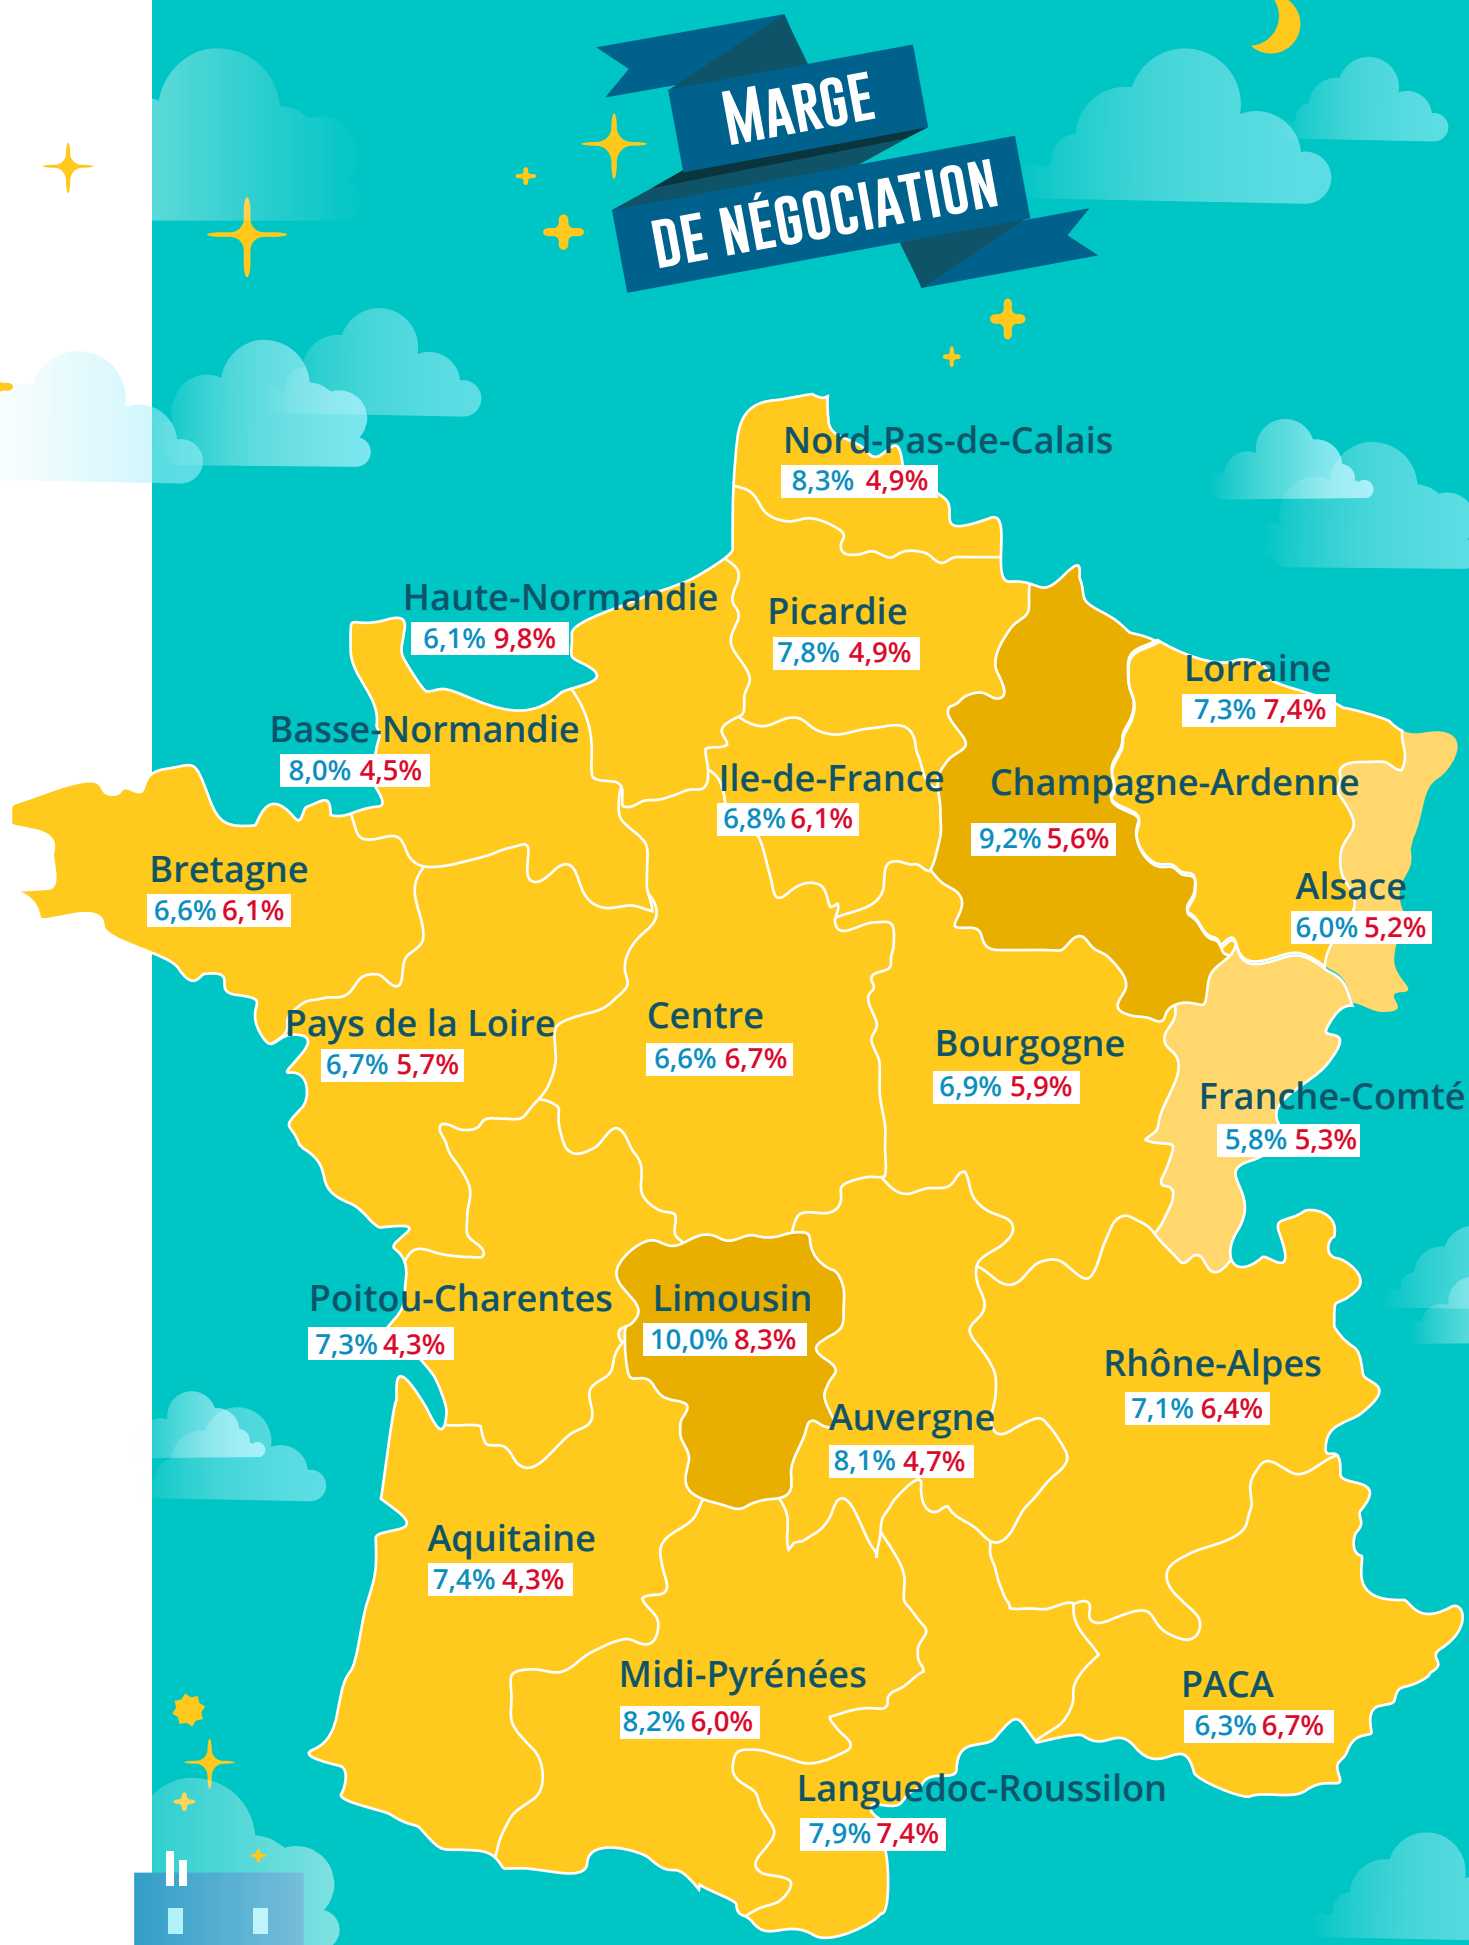 MARGE
DE NÉGOCIATION
Nord-Pas-de-Calais
8,3% 4,9%
Haute-Normandie
6,1% 9,8%
Picardie
7,8% 4,9%
Lorraine
7,3% 7,4%
Basse-Normandie
8,0% 4,5%
Ile-de-France
6,8% 6,1%
Champagne-Ardenne
9,2% 5,6%
Bretagne
6,6% 6,1%
Alsace
6,0% 5,2%
Pays de la Loire
6,7% 5,7%
Centre
6,6% 6,7%
Bourgogne
6,9% 5,9%
Franche-Comté
5,8% 5,3%
Poitou-Charentes
7,3% 4,3%
Limousin
10,0% 8,3%
Rhône-Alpes
7,1% 6,4%
Auvergne
8,1% 4,7%
Aquitaine
7,4% 4,3%
Midi-Pyrénées
8,2% 6,0%
PACA
6,3% 6,7%
Languedoc-Roussilon
7,9% 7,4%